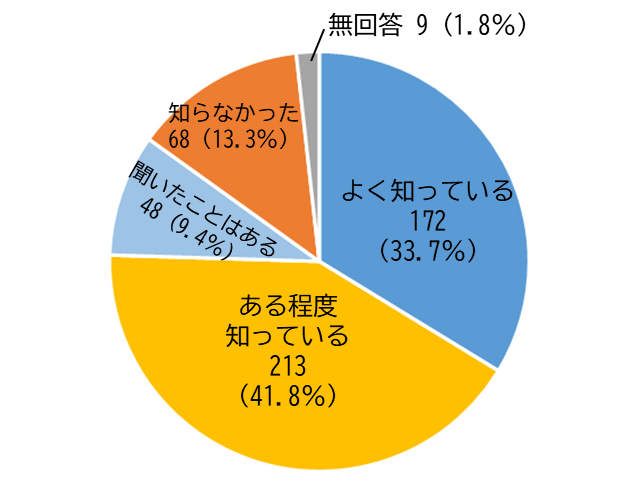 無回答 9（1.8％）
よく知っている
172
（33.7％）
ある程度
知っている
213
（41.8％）
聞いたことはある
48（9.4％）
知らなかった
68（13.3％）